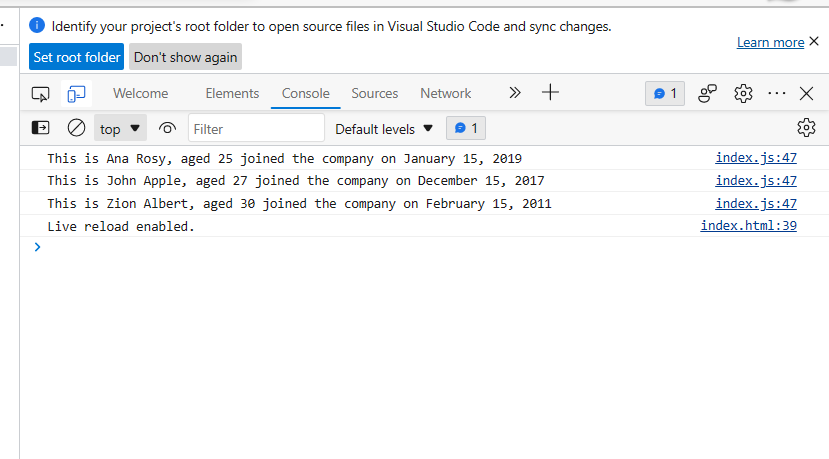 Identify your project's root folder to open source files in Visual Studio Code and sync changes.
Learn more
Set root folder Don't show again
Welcome Elements Console Sources Network 1
top Filter Default levels 1
This is Ana Rosy, aged 25 joined the company on January 15, 2019 index.js:47
This is John Apple, aged 27 joined the company on December 15, 2017 index.js:47
This is Zion Albert, aged 30 joined the company on February 15, 2011 index.js:47
Live reload enabled. index.html:39